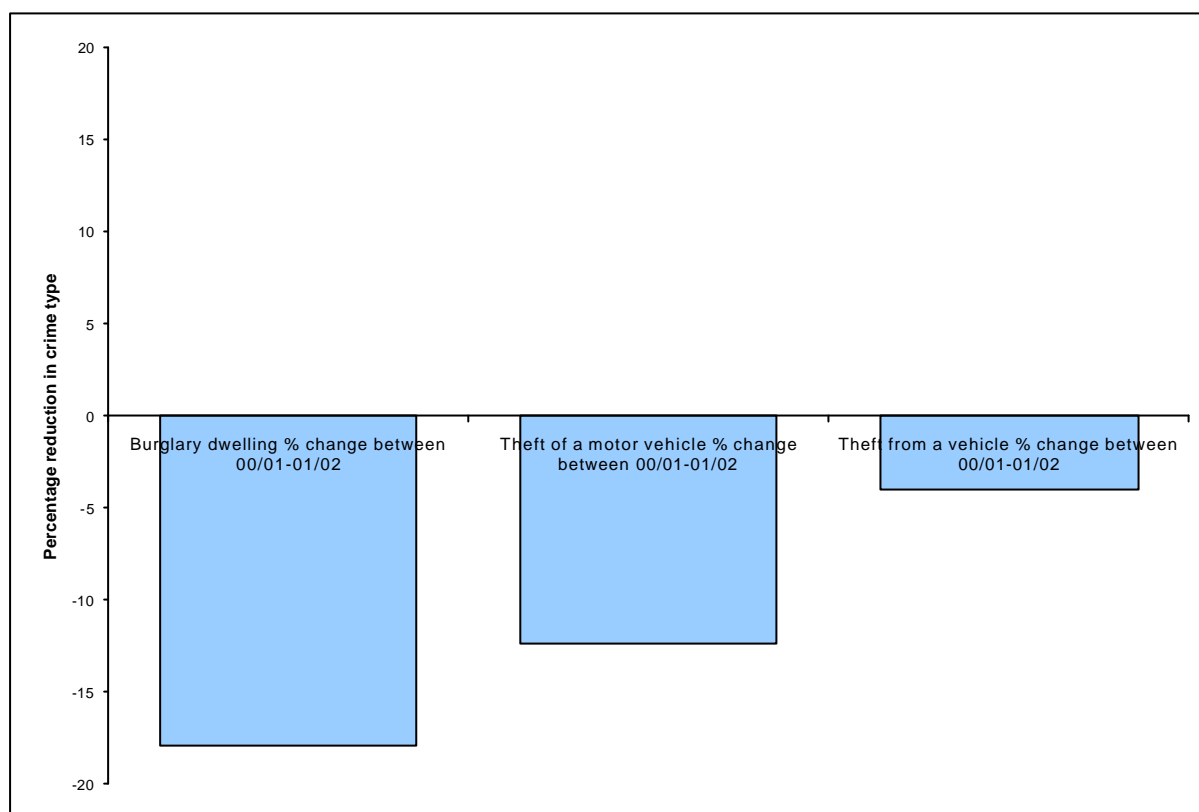 20
15
10
5
0
-5
-10
-15
-20
Percentage reduction in crime type
Burglary dwelling % change between
00/01-01/02
Theft of a motor vehicle % change
between 00/01-01/02
Theft from a vehicle % change between
00/01-01/02